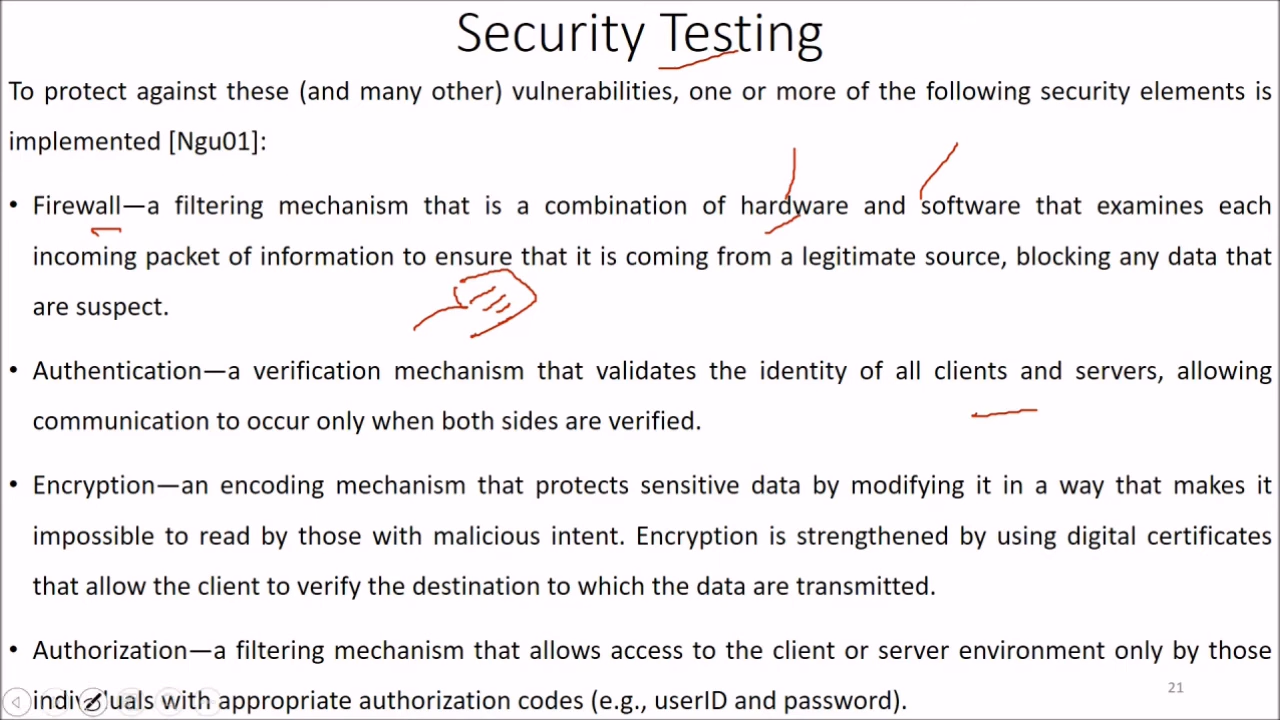 Security Testing
To protect against these (and many other) vulnerabilities, one or more of the following security elements is
implemented [Ngu01]:
• Firewall—a filtering mechanism that is a combination of hardware and software that examines each
incoming packet of information to ensure that it is coming from a legitimate source, blocking any data that
are suspect.
• Authentication—a verification mechanism that validates the identity of all clients and servers, allowing
communication to occur only when both sides are verified.
• Encryption—an encoding mechanism that protects sensitive data by modifying it in a way that makes it
impossible to read by those with malicious intent. Encryption is strengthened by using digital certificates
that allow the client to verify the destination to which the data are transmitted.
• Authorization—a filtering mechanism that allows access to the client or server environment only by those
individuals with appropriate authorization codes (e.g., userID and password).
21